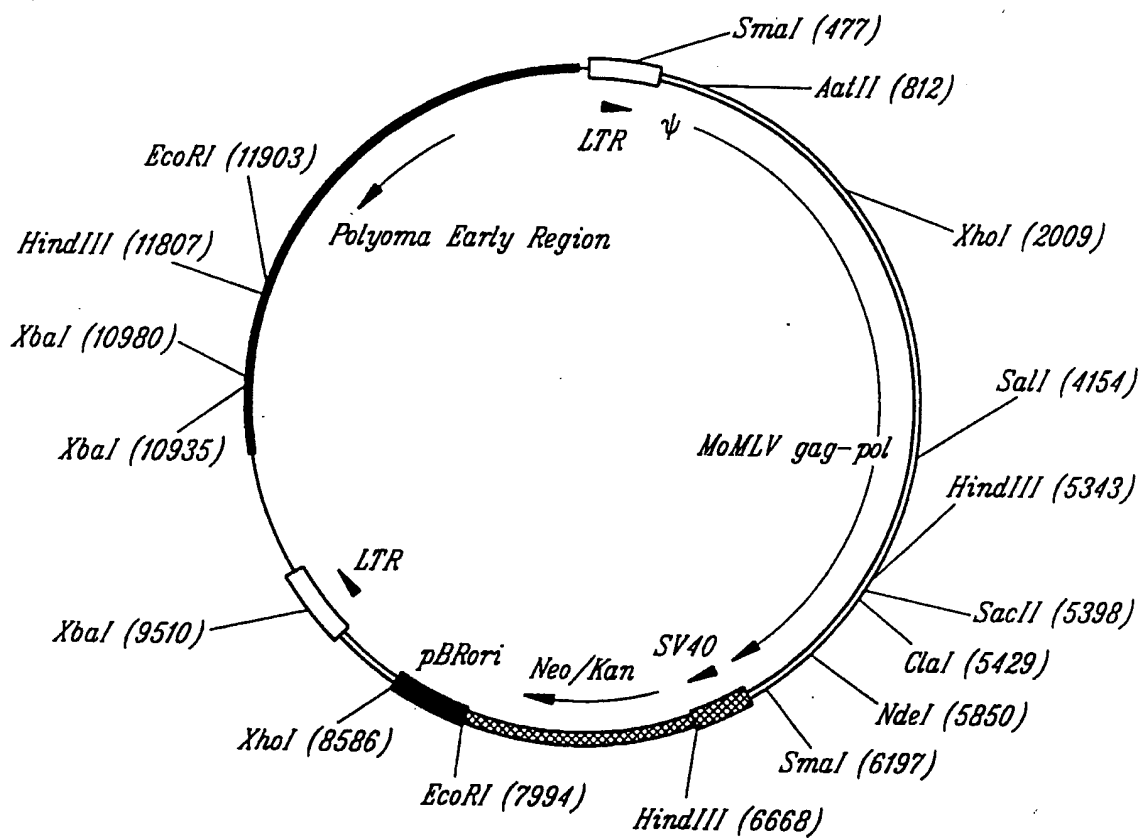 SmaI (477)
AatII (812)
LTR
ψ
EcoRI (11903)
Polyoma Early Region
XhoI (2009)
HindIII (11807)
XbaI (10980)
SalI (4154)
XbaI (10935)
MoMLV gag-pol
HindIII (5343)
LTR
SacII (5398)
XbaI (9510)
pBRori
Neo/Kan
SV40
ClaI (5429)
NdeI (5850)
XhoI (8586)
SmaI (6197)
EcoRI (7994)
HindIII (6668)